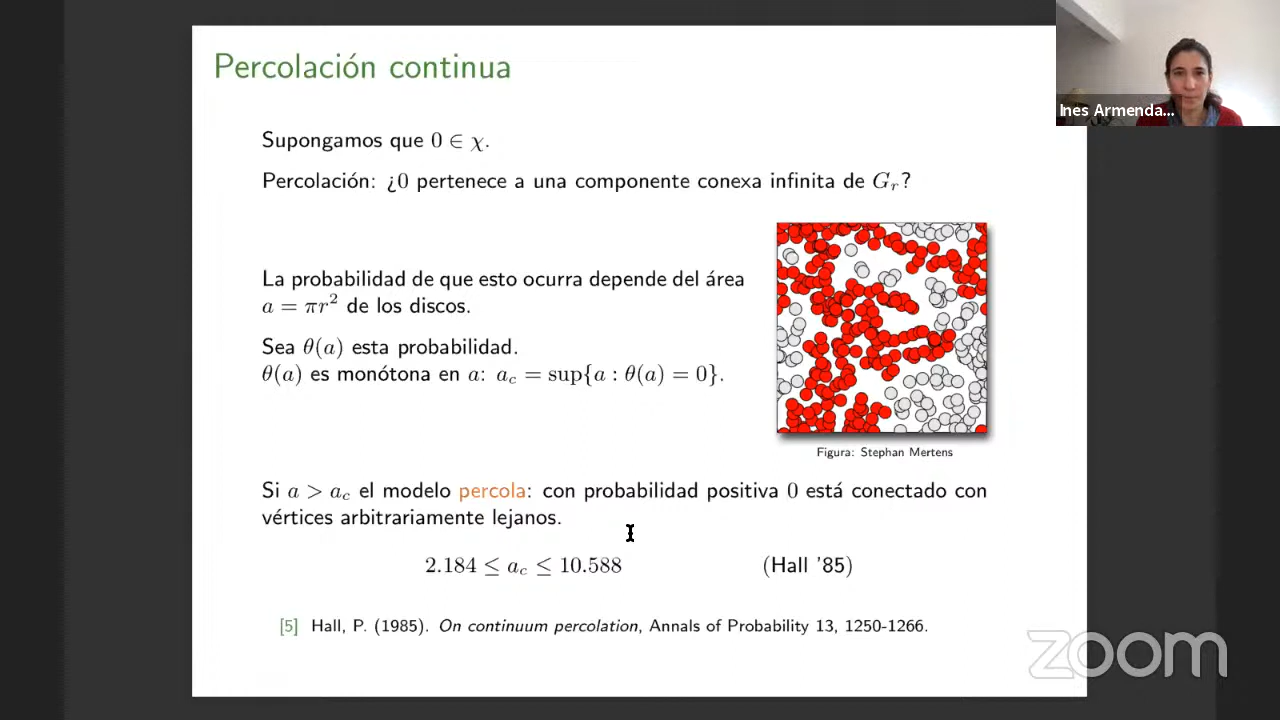 Percolación continua
Ines Armenda...
Supongamos que 0 ∈ χ.
Percolación: ¿0 pertenece a una componente conexa infinita de G_r?
La probabilidad de que esto ocurra depende del área
a = πr² de los discos.
Sea θ(a) esta probabilidad.
θ(a) es monótona en a: a_c = sup{a : θ(a) = 0}.
Figura: Stephan Mertens
Si a > a_c el modelo percola: con probabilidad positiva 0 está conectado con
vértices arbitrariamente lejanos.
2.184 ≤ a_c ≤ 10.588 (Hall '85)
[5] Hall, P. (1985). On continuum percolation, Annals of Probability 13, 1250-1266.
zoom